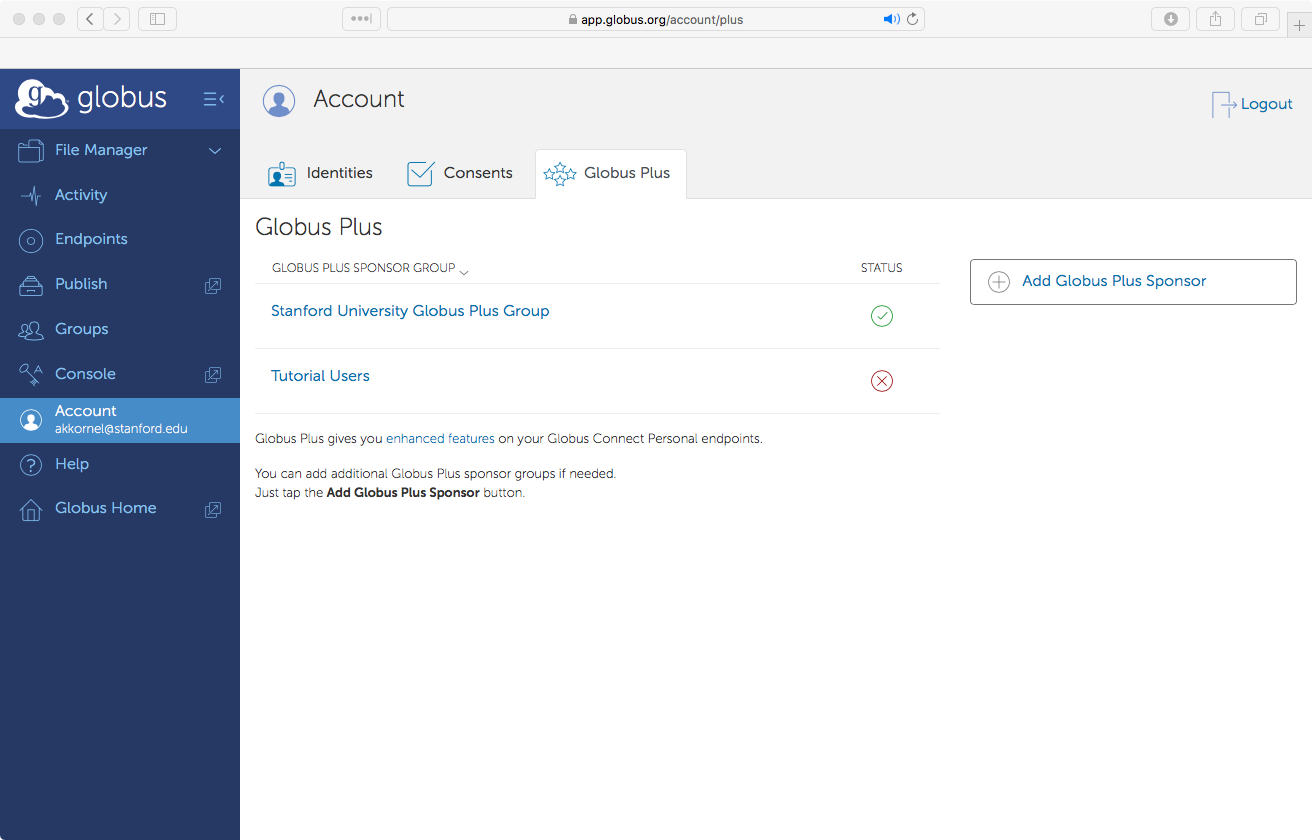 app.globus.org/account/plus
globus
Account
Logout
File Manager
Activity
Endpoints
Publish
Groups
Console
Account
akkornel@stanford.edu
Help
Globus Home
Identities
Consents
Globus Plus
Globus Plus
GLOBUS PLUS SPONSOR GROUP
STATUS
Add Globus Plus Sponsor
Stanford University Globus Plus Group
Tutorial Users
Globus Plus gives you enhanced features on your Globus Connect Personal endpoints.
You can add additional Globus Plus sponsor groups if needed.
Just tap the Add Globus Plus Sponsor button.